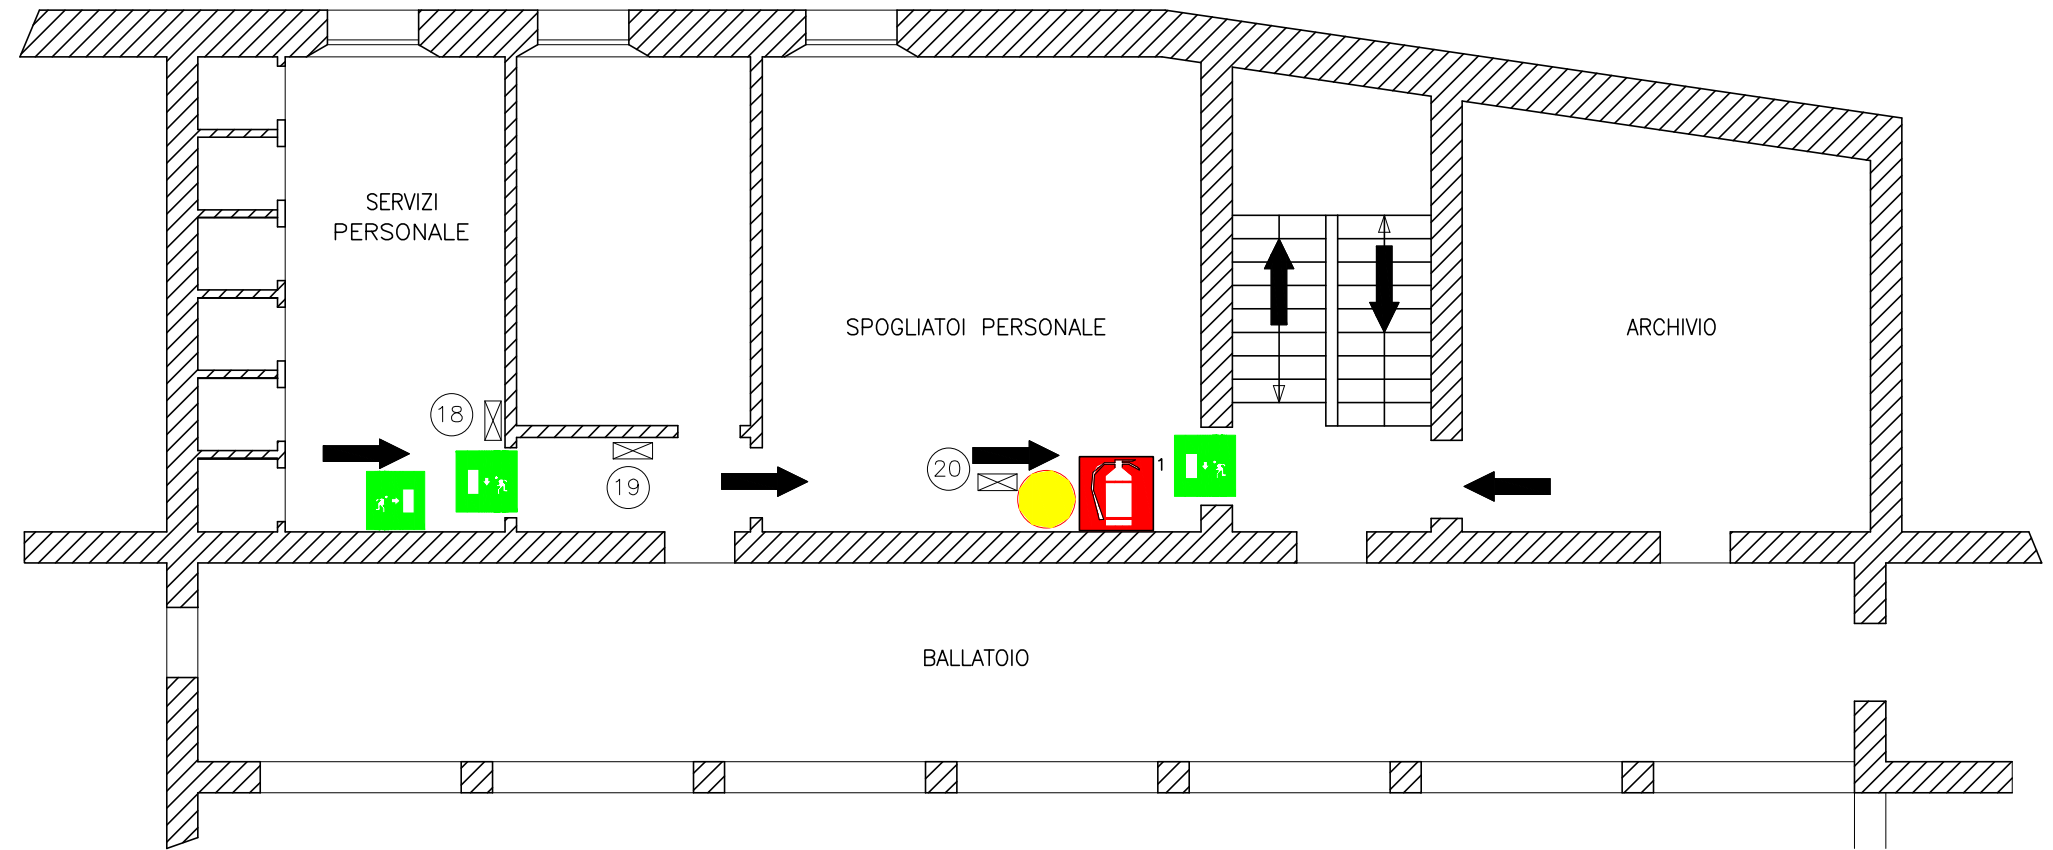 SERVIZI
PERSONALE
SPOGLIATOI PERSONALE
ARCHIVIO
18
19
20
1
BALLATOIO